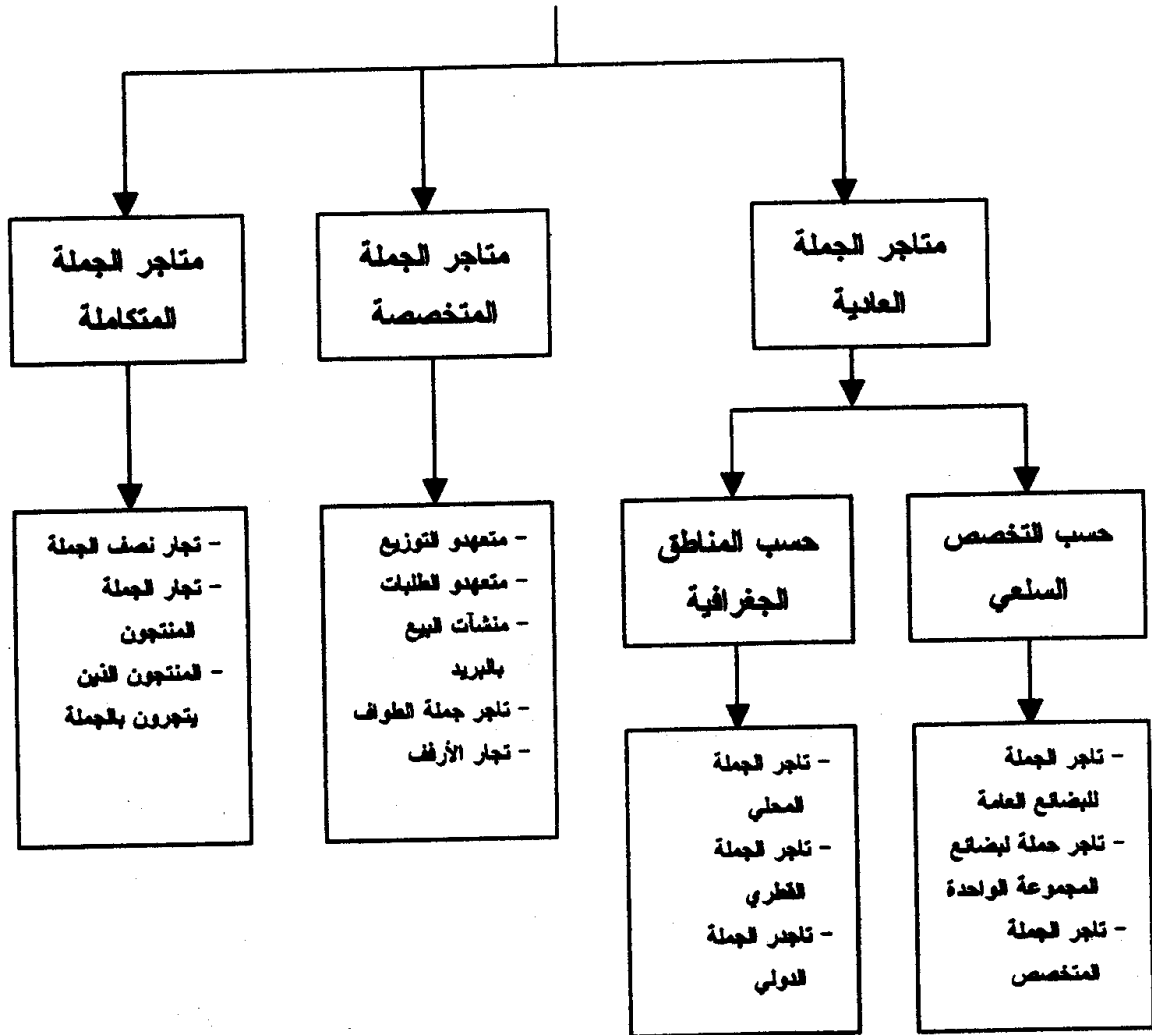 متاجر الجملة
العادية
متاجر الجملة
المتخصصة
متاجر الجملة
المتكاملة
حسب التخصص
السلعي
حسب المناطق
الجغرافية
- تاجر الجملة
للبضائع العامة
- تاجر جملة لبضائع
المجموعة الواحدة
- تاجر الجملة
المتخصص
- تاجر الجملة
المحلي
- تاجر الجملة
القطري
- تاجدر الجملة
الدولي
- متعهدو التوزيع
- متعهدو الطلبات
- منشآت البيع
بالبريد
- تاجر جملة الطواف
- تجار الأرفف
- تجار نصف الجملة
- تجار الجملة
المنتجون
- المنتجون الذين
يتجرون بالجملة